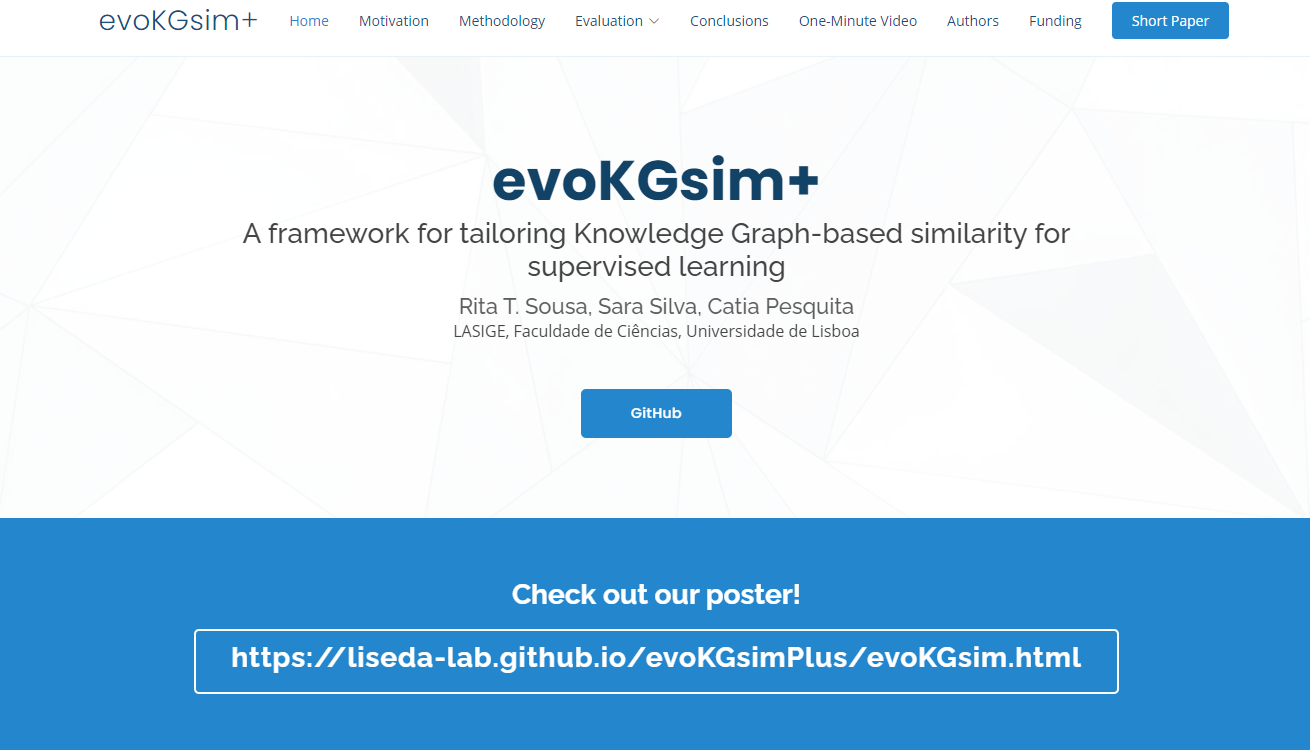 evoKGsim+
Home Motivation Methodology Evaluation Conclusions One-Minute Video Authors Funding Short Paper
evoKGsim+
A framework for tailoring Knowledge Graph-based similarity for
supervised learning
Rita T. Sousa, Sara Silva, Catia Pesquita
LASIGE, Faculdade de Ciências, Universidade de Lisboa
GitHub
Check out our poster!
https://liseda-lab.github.io/evoKGsimPlus/evoKGsim.html